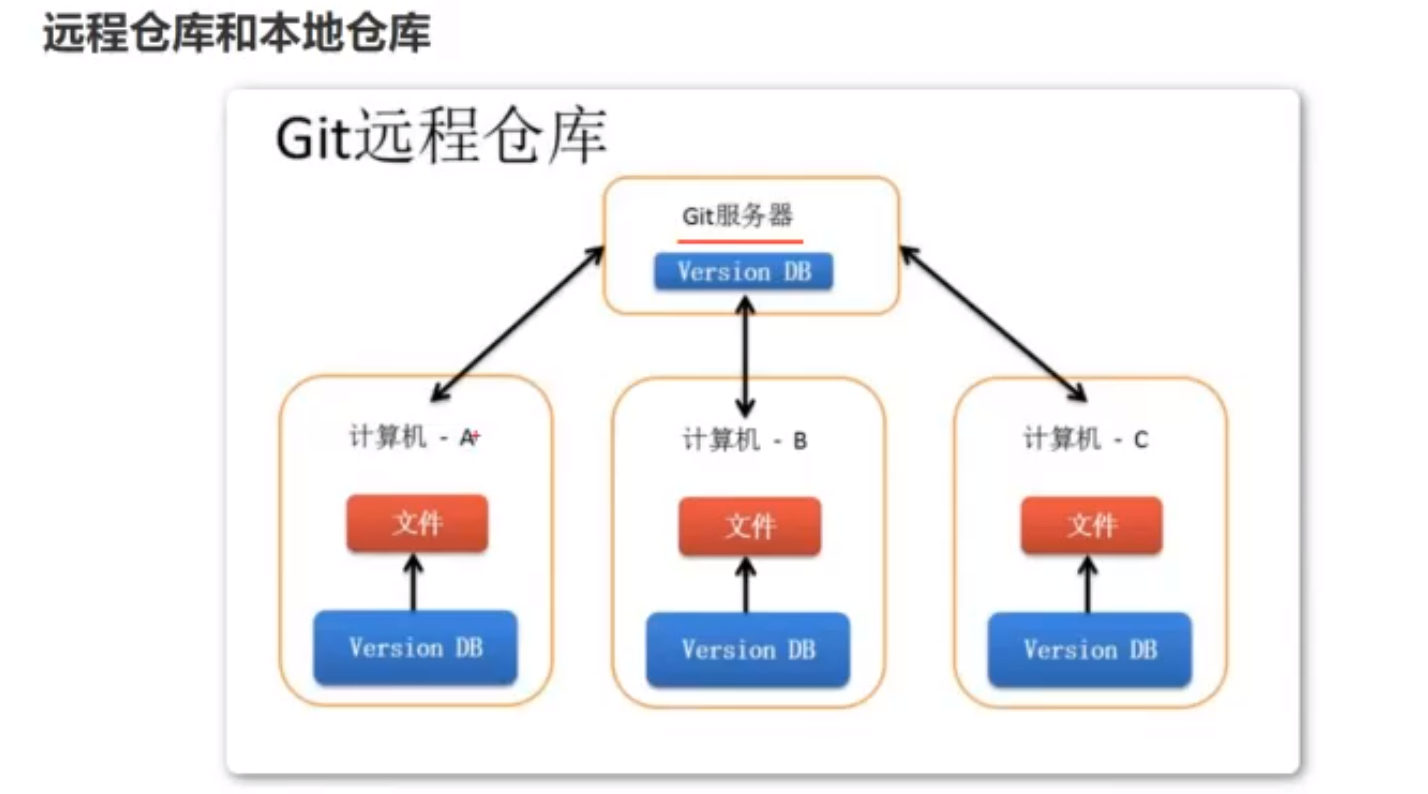 远程仓库和本地仓库
Git远程仓库
Git服务器
Version DB
计算机 - A
计算机 - B
计算机 - C
文件
文件
文件
Version DB
Version DB
Version DB